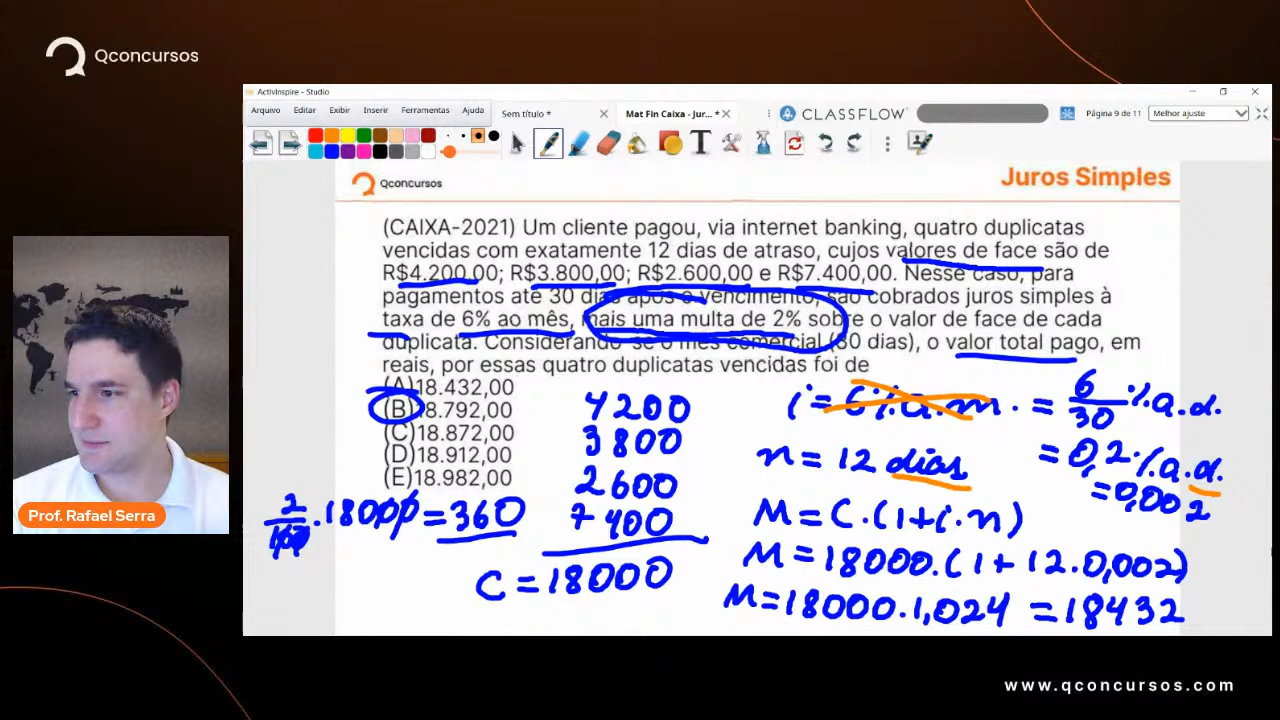 Qconcursos
ActivInspire - Studio
Arquivo Editar Exibir Inserir Ferramentas Ajuda
Sem título *
Mat Fin Caixa - Jur... *
CLASSFLOW
Página 9 de 11
Melhor ajuste
T
Qconcursos
Juros Simples
(CAIXA-2021) Um cliente pagou, via internet banking, quatro duplicatas
vencidas com exatamente 12 dias de atraso, cujos valores de face são de
R$4.200,00; R$3.800,00; R$2.600,00 e R$7.400,00. Nesse caso, para
pagamentos até 30 dias após o vencimento, são cobrados juros simples à
taxa de 6% ao mês, mais uma multa de 2% sobre o valor de face de cada
duplicata. Considerando-se o mês comercial (30 dias), o valor total pago, em
reais, por essas quatro duplicatas vencidas foi de
(A)18.432,00
(B)18.792,00
(C)18.872,00
(D)18.912,00
(E)18.982,00
4200
3800
2600
7400
C=18000
2/100.18000=360
i=6%a.m.=6/30%a.d.
=0,2%a.d.
=0,002
n=12 dias
M=C.(1+i.n)
M=18000.(1+12.0,002)
M=18000.1,024=18432
Prof. Rafael Serra
www.qconcursos.com